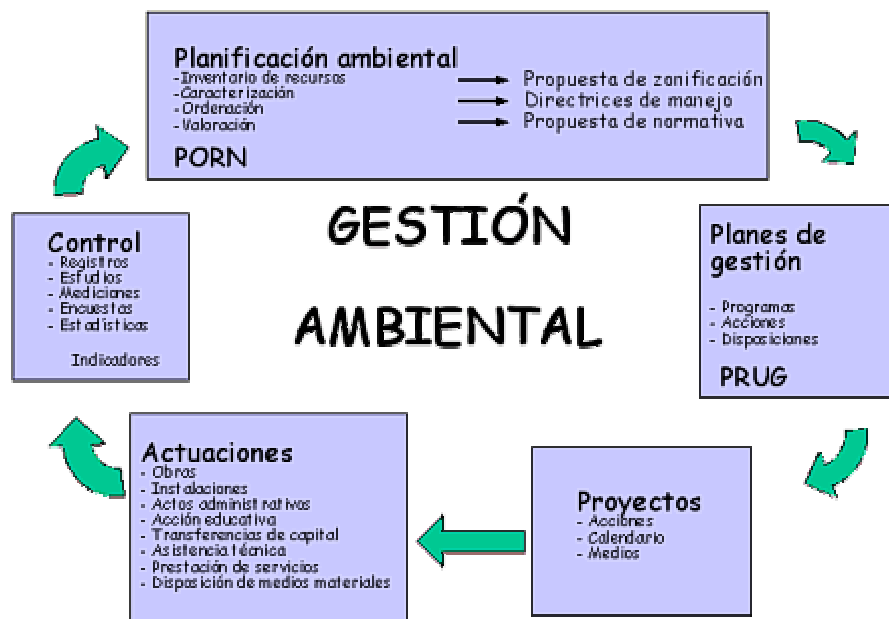 Planificación ambiental
-Inventario de recursos
-Caracterización
-Ordenación
-Valoración
Propuesta de zonificación
Directrices de manejo
Propuesta de normativa
PORN
GESTIÓN
AMBIENTAL
Planes de
gestión
- Programas
- Acciones
- Disposiciones
PRUG
Proyectos
- Acciones
- Calendario
- Medios
Actuaciones
- Obras
- Instalaciones
- Actos administrativos
- Acción educativa
- Transferencias de capital
- Asistencia técnica
- Prestación de servicios
- Disposición de medios materiales
Control
- Registros
- Estudios
- Mediciones
- Encuestas
- Estadísticas
Indicadores